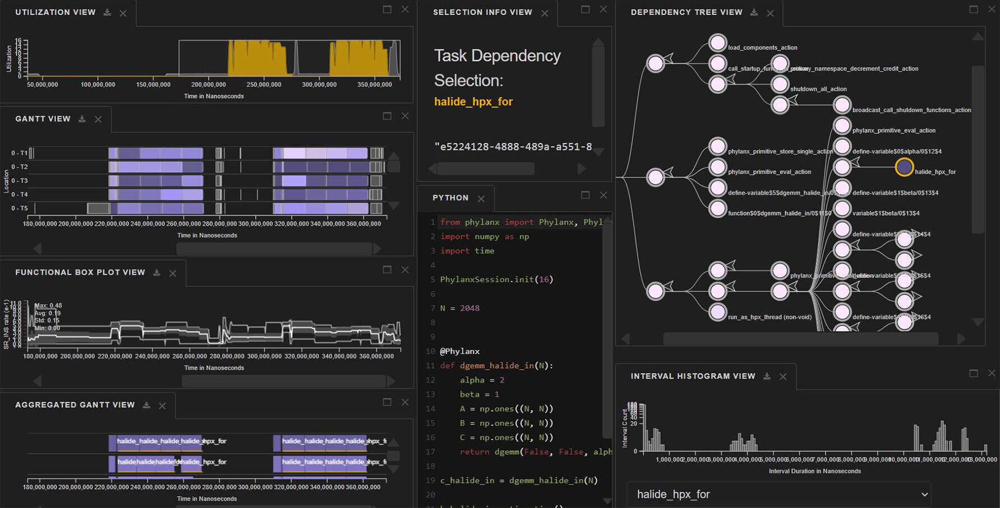 UTILIZATION VIEW
Utilization
16
14
12
10
8
6
4
2
0
50,000,000 100,000,000 150,000,000 200,000,000 250,000,000 300,000,000 350,000,000
Time in Nanoseconds
GANTT VIEW
Location
0 - T1
0 - T2
0 - T3
0 - T4
0 - T5
180,000,000 200,000,000 220,000,000 240,000,000 260,000,000 280,000,000 300,000,000 320,000,000 340,000,000 360,000,000
Time in Nanoseconds
FUNCTIONAL BOX PLOT VIEW
SR_INS rate (e-1)
11.0
Max: 0.48
Avg: 0.19
Std: 0.15
Min: 0.00
180,000,000 200,000,000 220,000,000 240,000,000 260,000,000 280,000,000 300,000,000 320,000,000 340,000,000 360,000,000
Time in Nanoseconds
AGGREGATED GANTT VIEW
halide_halide_halide_halide_hpx_for halide_halide_halide_halide_hpx_f
halide_hpx_for halide_halide_halide_halide_hpx_f
180,000,000 200,000,000 220,000,000 240,000,000 260,000,000 280,000,000 300,000,000 320,000,000 340,000,000 360,000,000
Time in Nanoseconds
SELECTION INFO VIEW
Task Dependency
Selection:
halide_hpx_for
"e5224128-4888-489a-a551-8
PYTHON
1 from phylanx import Phylanx, Phyl
2 import numpy as np
3 import time
4
5 PhylanxSession.init(16)
6
7 N = 2048
8
9
10 @Phylanx
11 def dgemm_halide_in(N):
12 alpha = 2
13 beta = 1
14 A = np.ones((N, N))
15 B = np.ones((N, N))
16 C = np.ones((N, N))
17 return dgemm(False, False, alph
18
19 c_halide_in = dgemm_halide_in(N)
20
DEPENDENCY TREE VIEW
load_components_action
call_startup_functions_action
primary_namespace_decrement_credit_action
shutdown_all_action
broadcast_call_shutdown_functions_action
phylanx_primitive_eval_action
phylanx_primitive_store_single_action
define-variable$0$alpha/0$12$4
phylanx_primitive_eval_action
halide_hpx_for
define-variable$5$dgemm_halide_in/0$
define-variable$1$beta/0$13$4
function$0$dgemm_halide_in/0$11$0
variable$1$beta/0$13$4
define-variable$ $14$4
phylanx_primitive_eval_action
define-variable$ $15$4
run_as_hpx_thread (non-void)
define-variable$ $16$4
INTERVAL HISTOGRAM VIEW
Interval Count
180
60
40
20
0
1,000,000 2,000,000 3,000,000 4,000,000 5,000,000 6,000,000 7,000,000 8,000,000 9,000,000 10,000,000 11,000,000 12,000,000 13,000,000
Interval Duration in Nanoseconds
halide_hpx_for